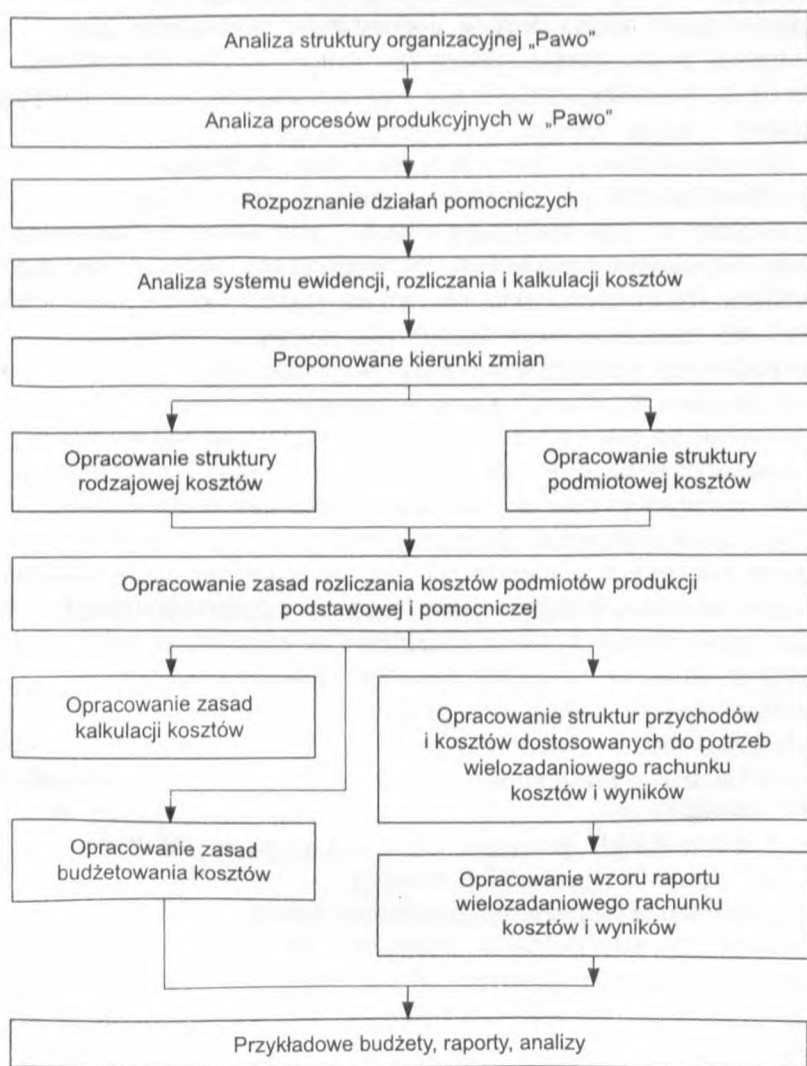 Analiza struktury organizacyjnej „Pawo”
Analiza procesów produkcyjnych w „Pawo”
Rozpoznanie działań pomocniczych
Analiza systemu ewidencji, rozliczania i kalkulacji kosztów
Proponowane kierunki zmian
Opracowanie struktury
rodzajowej kosztów
Opracowanie struktury
podmiotowej kosztów
Opracowanie zasad rozliczania kosztów podmiotów produkcji
podstawowej i pomocniczej
Opracowanie zasad
kalkulacji kosztów
Opracowanie struktur przychodów
i kosztów dostosowanych do potrzeb
wielozadaniowego rachunku
kosztów i wyników
Opracowanie zasad
budżetowania kosztów
Opracowanie wzoru raportu
wielozadaniowego rachunku
kosztów i wyników
Przykładowe budżety, raporty, analizy